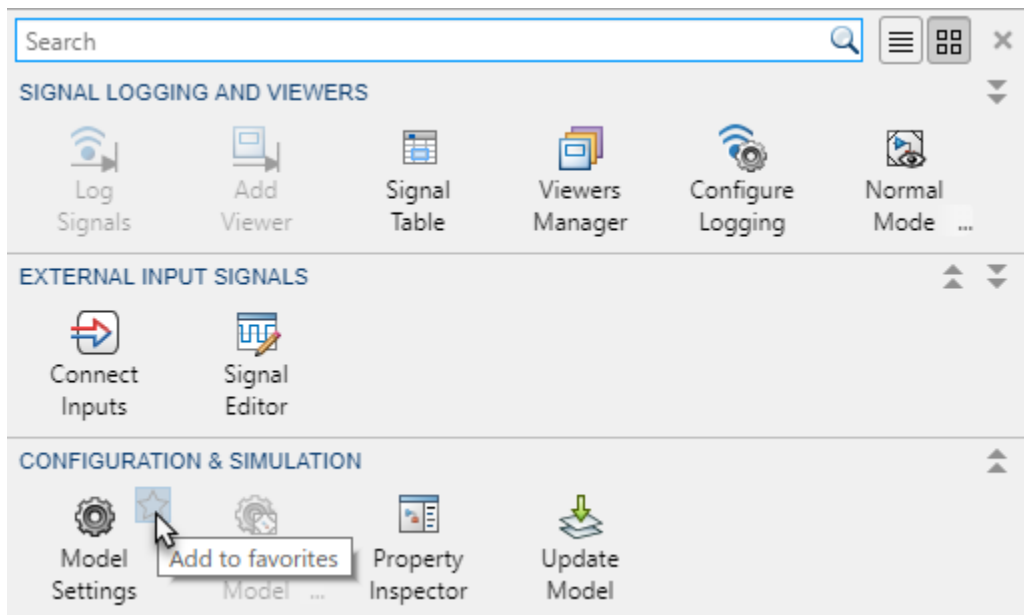 Search
SIGNAL LOGGING AND VIEWERS
Log Signals
Add Viewer
Signal Table
Viewers Manager
Configure Logging
Normal Mode ...
EXTERNAL INPUT SIGNALS
Connect Inputs
Signal Editor
CONFIGURATION & SIMULATION
Model Settings
Add to favorites
Model ...
Property Inspector
Update Model